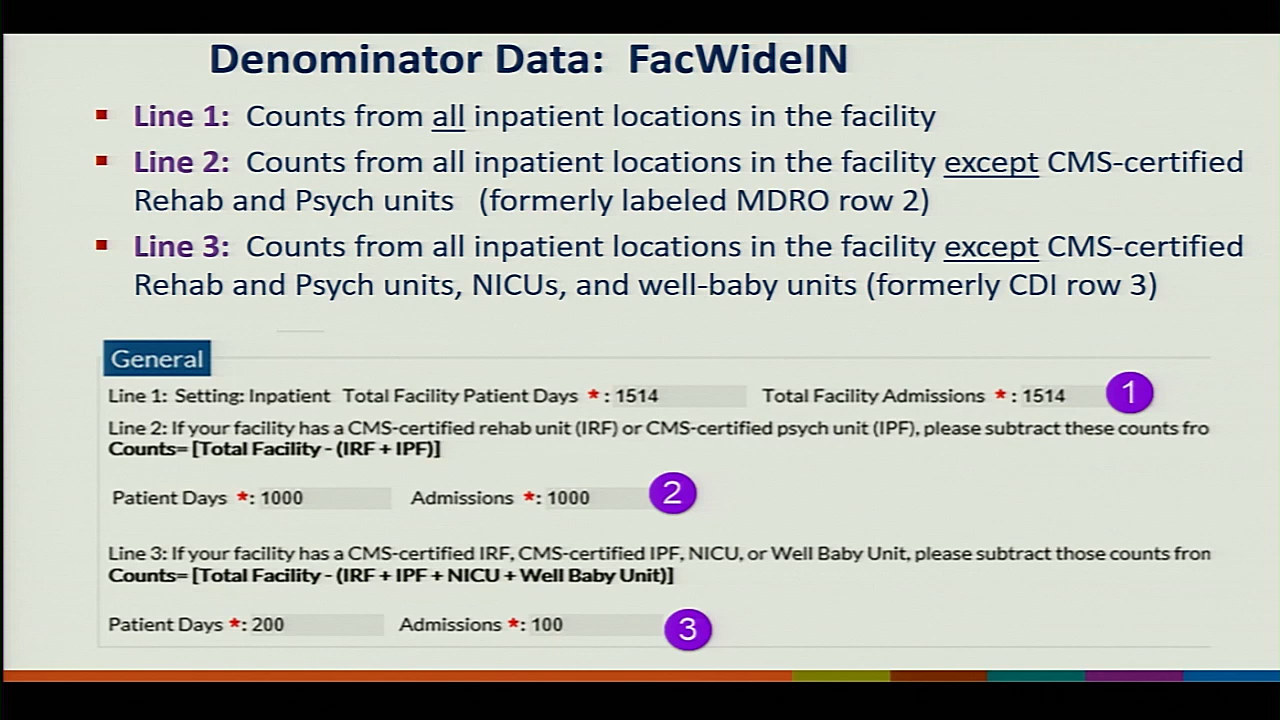 Denominator Data: FacWideIN
▪ Line 1: Counts from all inpatient locations in the facility
▪ Line 2: Counts from all inpatient locations in the facility except CMS-certified
Rehab and Psych units (formerly labeled MDRO row 2)
▪ Line 3: Counts from all inpatient locations in the facility except CMS-certified
Rehab and Psych units, NICUs, and well-baby units (formerly CDI row 3)
General
Line 1: Setting: Inpatient Total Facility Patient Days *: 1514 Total Facility Admissions *: 1514 1
Line 2: If your facility has a CMS-certified rehab unit (IRF) or CMS-certified psych unit (IPF), please subtract these counts fro
Counts= [Total Facility - (IRF + IPF)]
Patient Days *: 1000 Admissions *: 1000 2
Line 3: If your facility has a CMS-certified IRF, CMS-certified IPF, NICU, or Well Baby Unit, please subtract those counts from
Counts= [Total Facility - (IRF + IPF + NICU + Well Baby Unit)]
Patient Days *: 200 Admissions *: 100 3